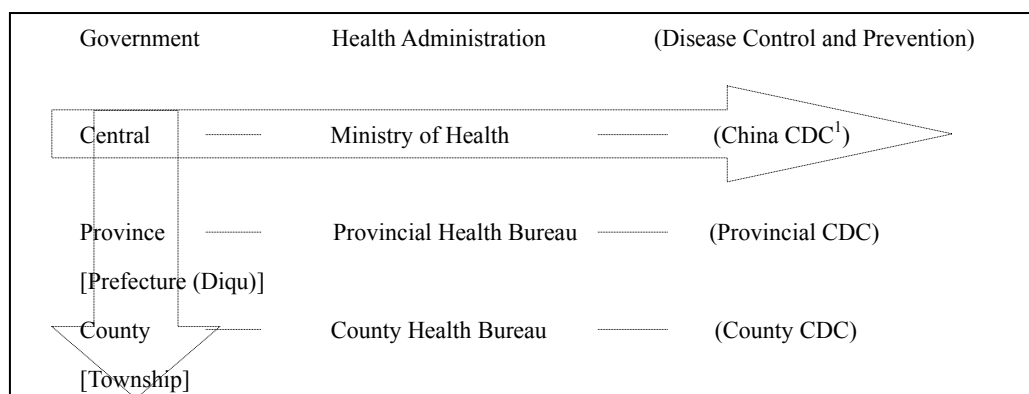 Government Health Administration (Disease Control and Prevention)
Central Ministry of Health (China CDC¹)
Province Provincial Health Bureau (Provincial CDC)
[Prefecture (Diqu)]
County County Health Bureau (County CDC)
[Township]